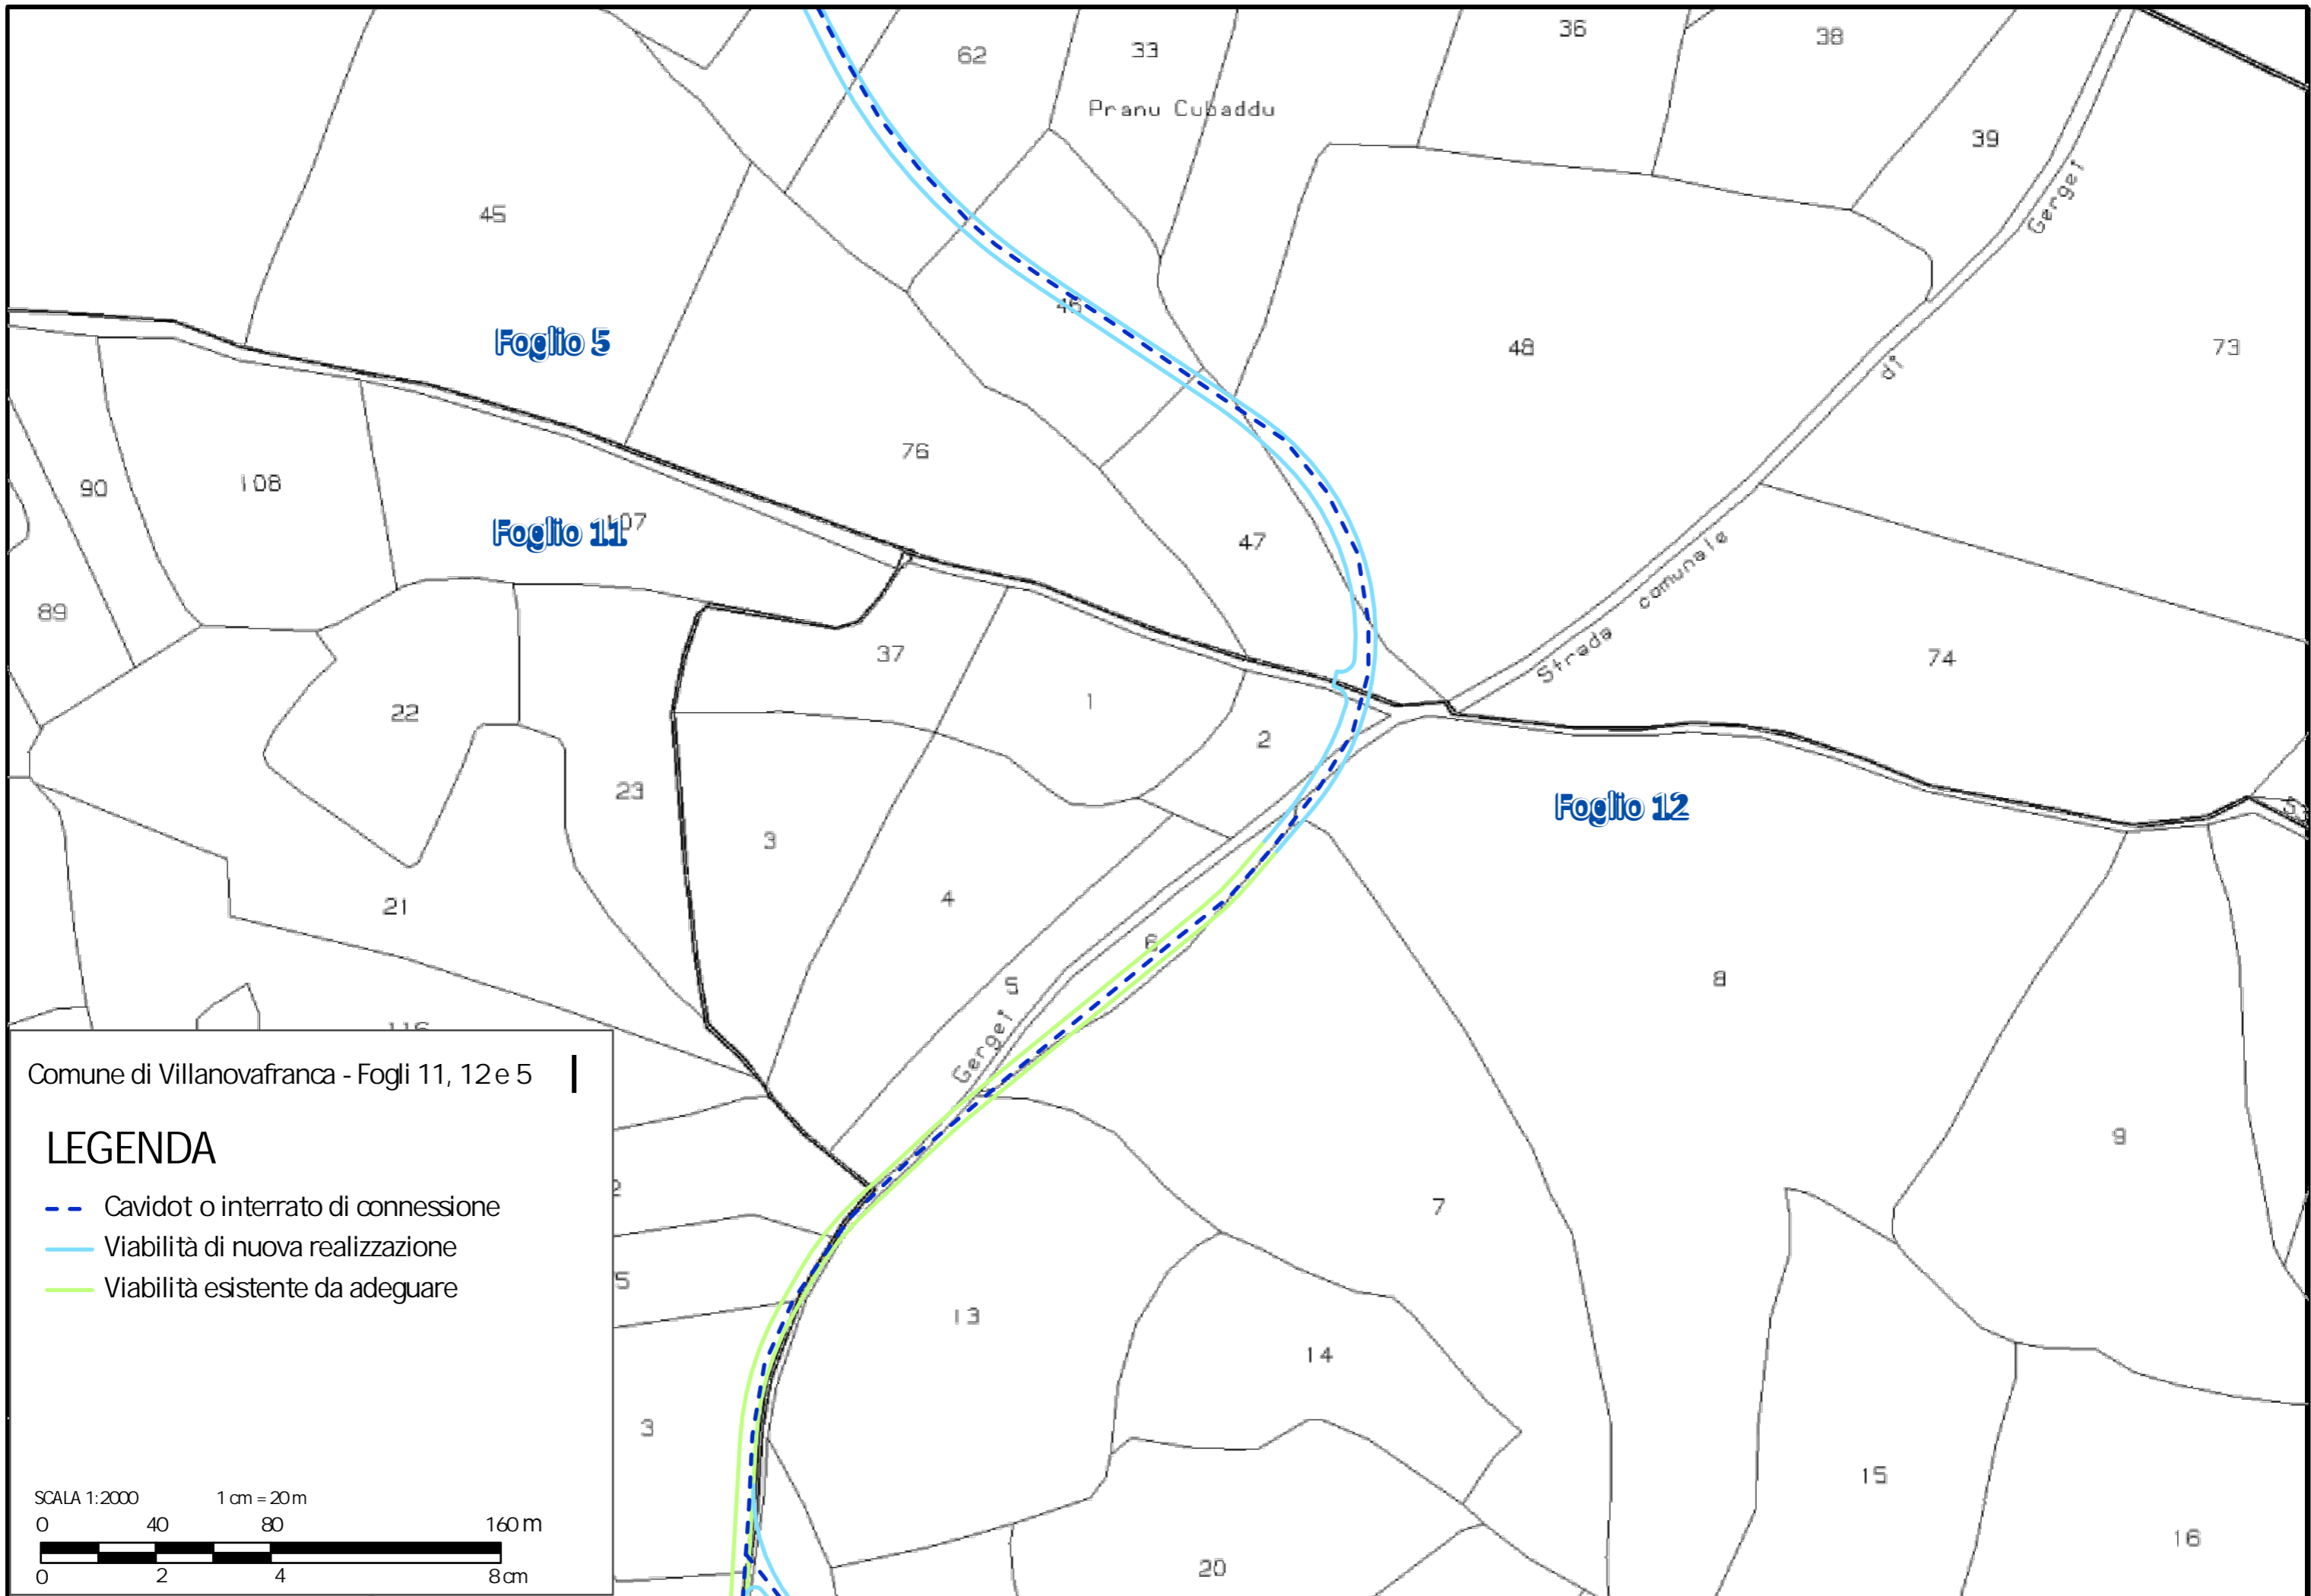 36
38
62
33
Pranu Cubaddu
39
45
Gergei
46
Foglio 5
48
73
di
76
90
108
107
Foglio 11
47
comunale
89
Strada
37
74
22
1
2
23
Foglio 12
3
4
21
6
8
5
Gergei
9
7
13
14
3
15
16
20
Comune di Villanovafranca - Fogli 11, 12 e 5
LEGENDA
Cavidot o interrato di connessione
Viabilità di nuova realizzazione
Viabilità esistente da adeguare
SCALA 1:2000 1 cm = 20 m
0 40 80 160 m
0 2 4 8 cm